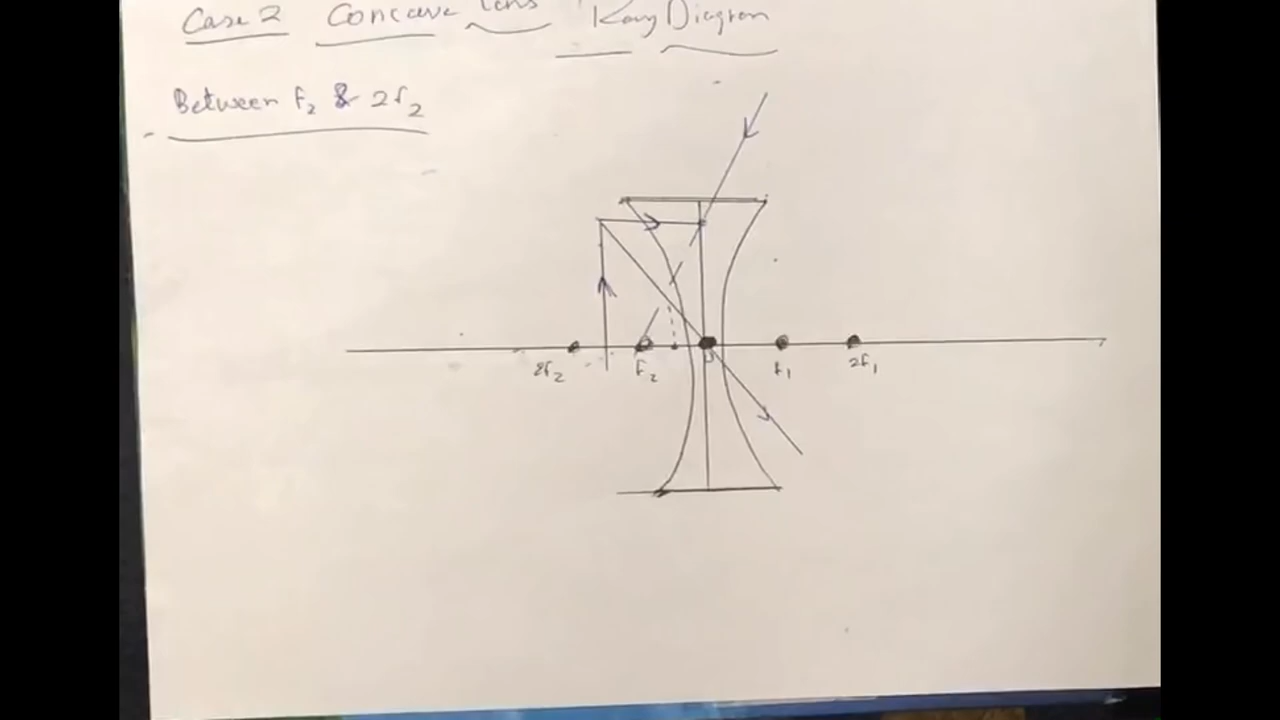 Case 2 Concave lens Ray Diagram
Between f₂ & 2f₂
2f₂ f₂ f₁ 2f₁